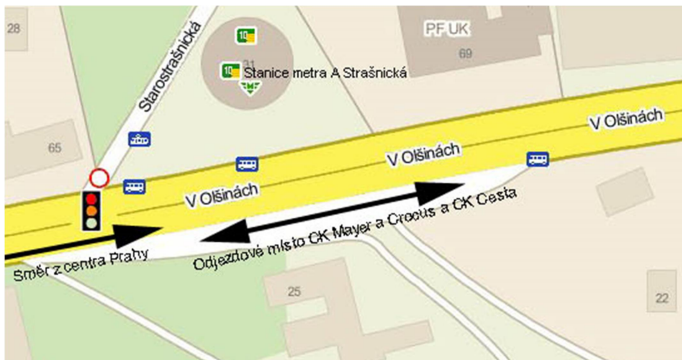 28
PF UK
69
Starostrašnická
10
31
10
Stanice metra A Strašnická
M
65
V Olšinách
V Olšinách
V Olšinách
Směr z centra Prahy
Odjezdové místo CK Mayer a Crocus a CK Cesta
25
22